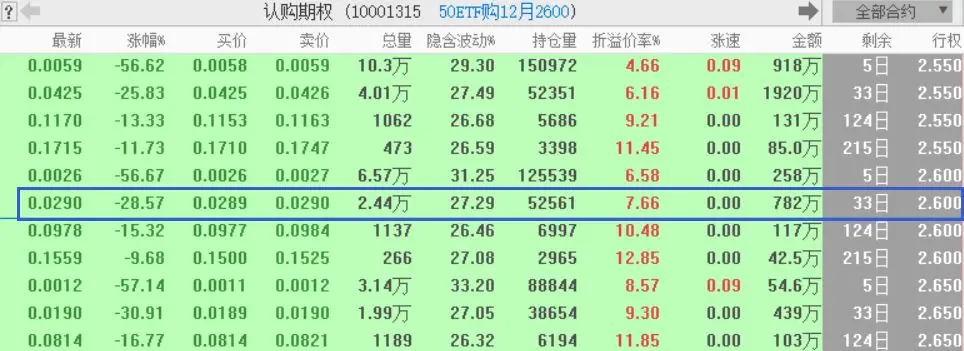 ? 认购期权 (10001315 50ETF购12月2600) 全部合约
最新 涨幅% 买价 卖价 总量 隐含波动% 持仓量 折溢价率% 涨速 金额 剩余 行权
0.0059 -56.62 0.0058 0.0059 10.3万 29.30 150972 4.66 0.09 918万 5日 2.550
0.0425 -25.83 0.0425 0.0426 4.01万 27.49 52351 6.16 0.01 1920万 33日 2.550
0.1170 -13.33 0.1153 0.1163 1062 26.68 5686 9.21 0.00 131万 124日 2.550
0.1715 -11.73 0.1710 0.1747 473 26.59 3398 11.45 0.00 85.0万 215日 2.550
0.0026 -56.67 0.0026 0.0027 6.57万 31.25 125539 6.58 0.00 258万 5日 2.600
0.0290 -28.57 0.0289 0.0290 2.44万 27.29 52561 7.66 0.00 782万 33日 2.600
0.0978 -15.32 0.0977 0.0984 1137 26.46 6997 10.48 0.00 117万 124日 2.600
0.1559 -9.68 0.1500 0.1525 266 27.08 2965 12.85 0.00 42.5万 215日 2.600
0.0012 -57.14 0.0011 0.0012 3.14万 33.20 88844 8.57 0.09 54.6万 5日 2.650
0.0190 -30.91 0.0189 0.0190 1.99万 27.05 38654 9.30 0.00 439万 33日 2.650
0.0814 -16.77 0.0804 0.0821 1189 26.32 6194 11.85 0.00 103万 124日 2.650